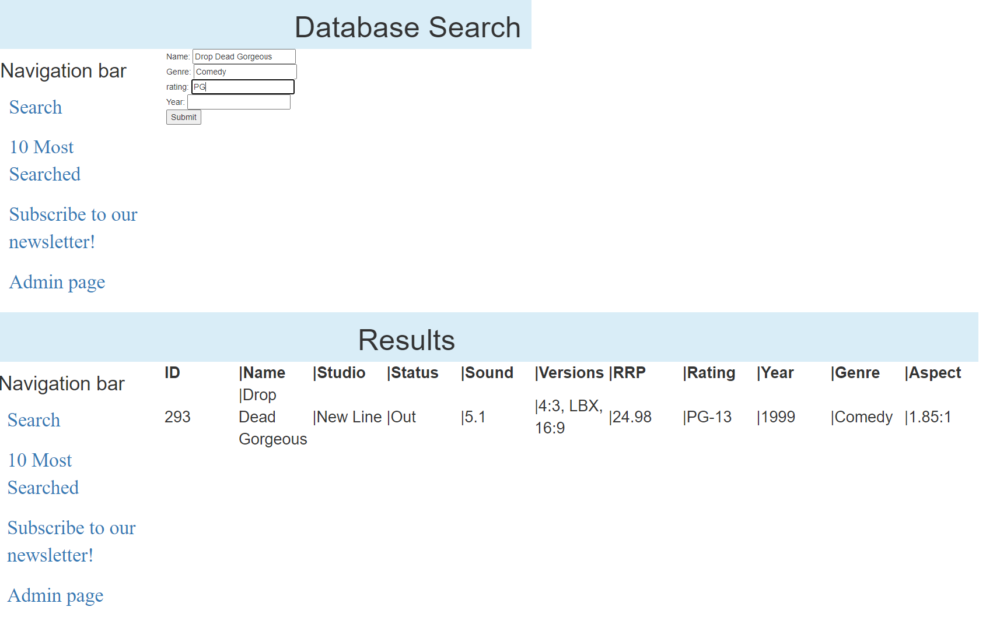 Database Search
Navigation bar
Search
10 Most
Searched
Subscribe to our
newsletter!
Admin page
Name: Drop Dead Gorgeous
Genre: Comedy
rating: PG
Year:
Submit
Results
Navigation bar
Search
10 Most
Searched
Subscribe to our
newsletter!
Admin page
ID |Name |Studio |Status |Sound |Versions |RRP |Rating |Year |Genre |Aspect
293 |Drop Dead Gorgeous |New Line |Out |5.1 |4:3, LBX, 16:9 |24.98 |PG-13 |1999 |Comedy |1.85:1